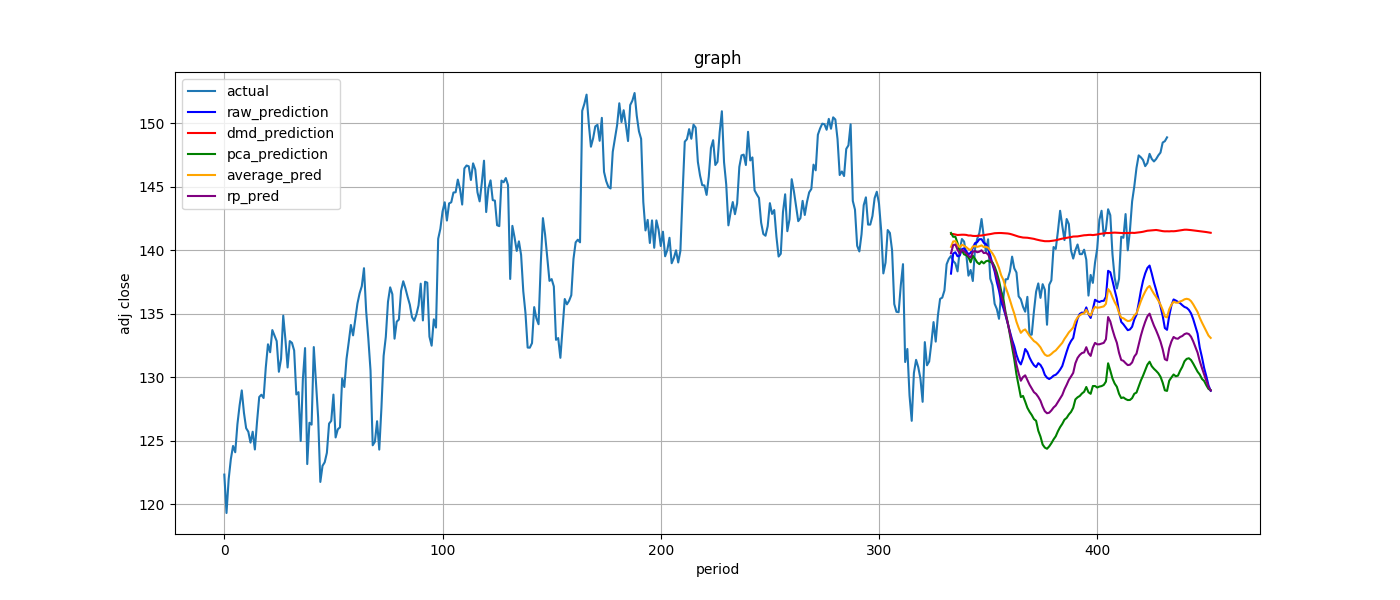 graph
actual
raw_prediction
dmd_prediction
pca_prediction
average_pred
rp_pred
150
145
140
135
130
125
120
adj close
0 100 200 300 400
period